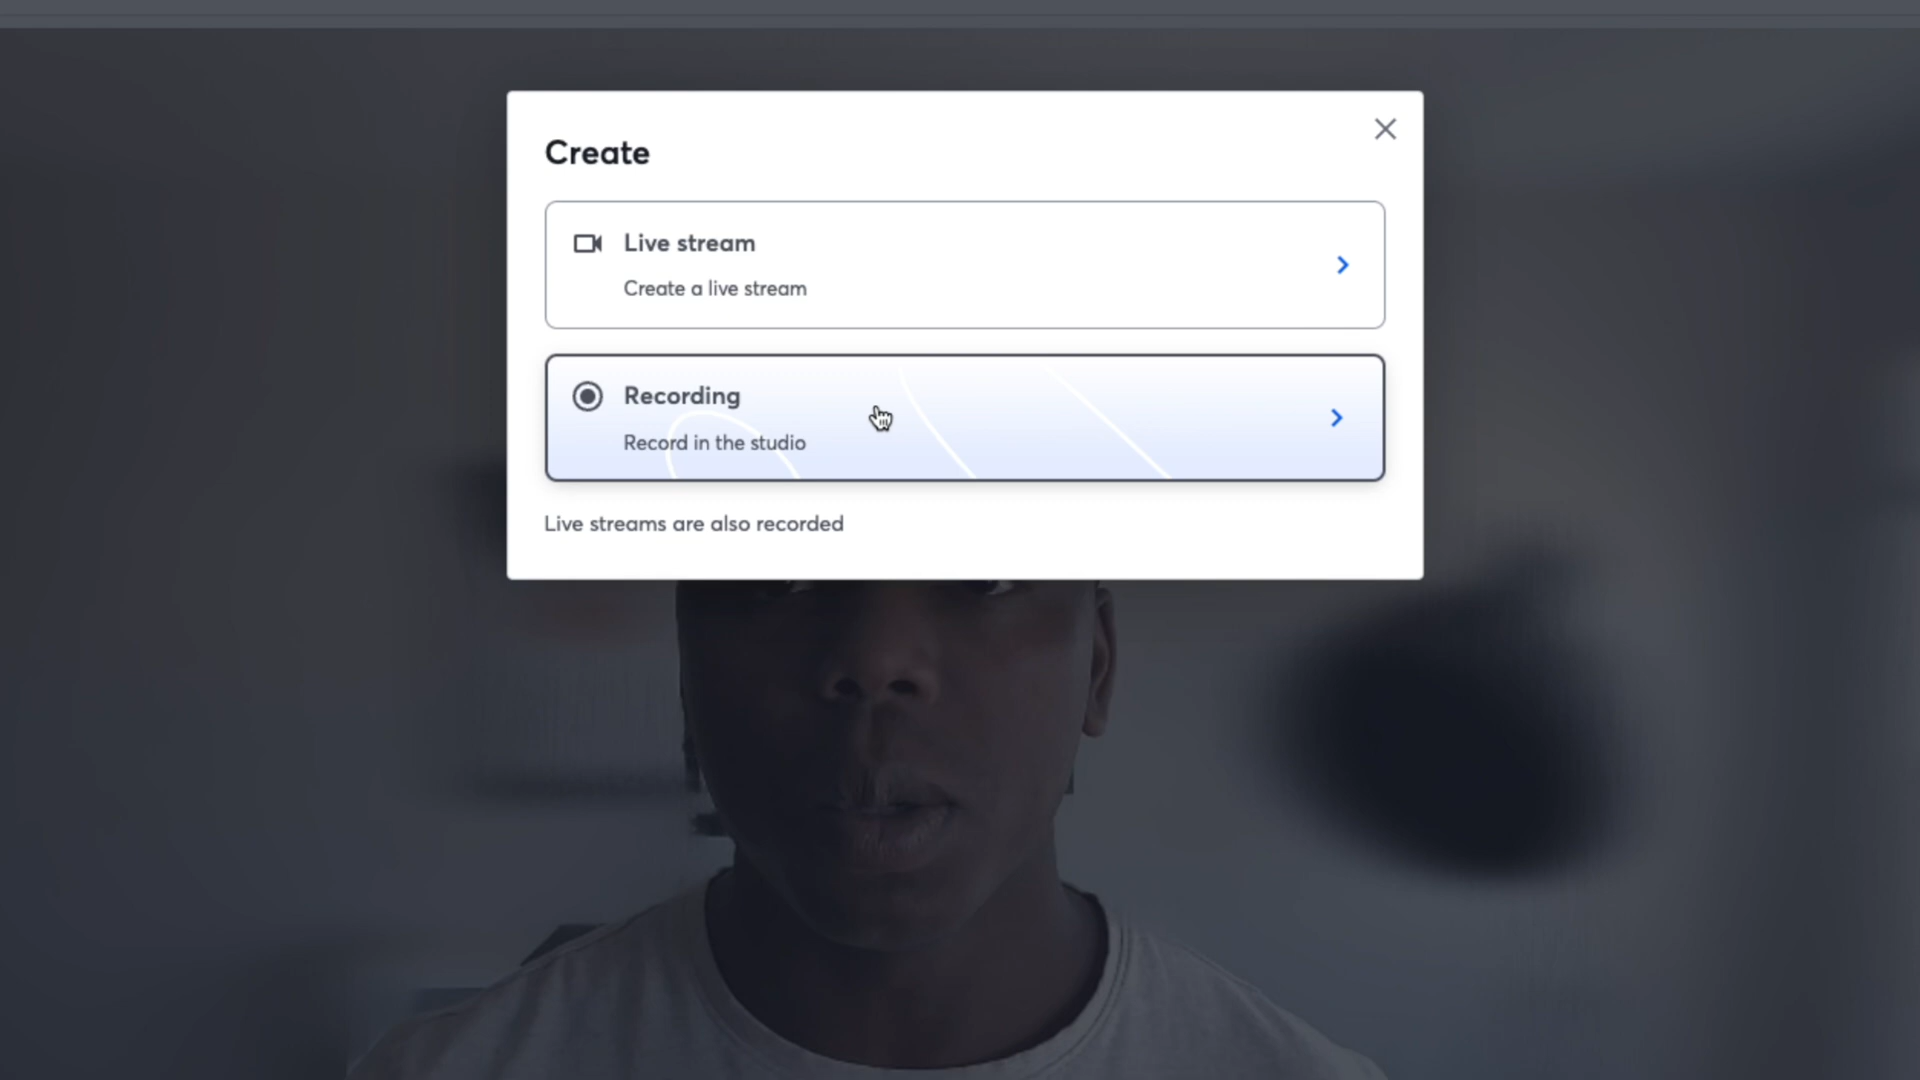 Create
Live stream
Create a live stream
Recording
Record in the studio
Live streams are also recorded